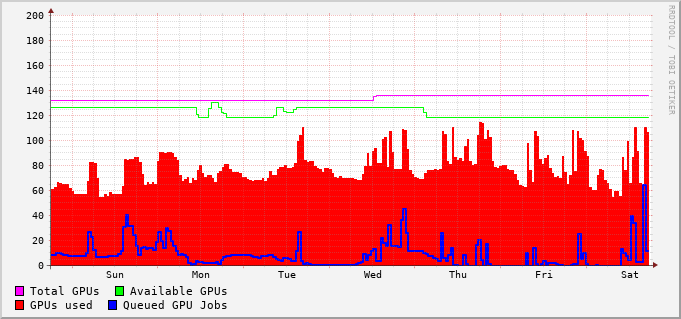 200
180
160
140
120
100
80
60
40
20
0
Sun Mon Tue Wed Thu Fri Sat
Total GPUs Available GPUs
GPUs used Queued GPU Jobs
RRDTOOL / TOBI OETIKER